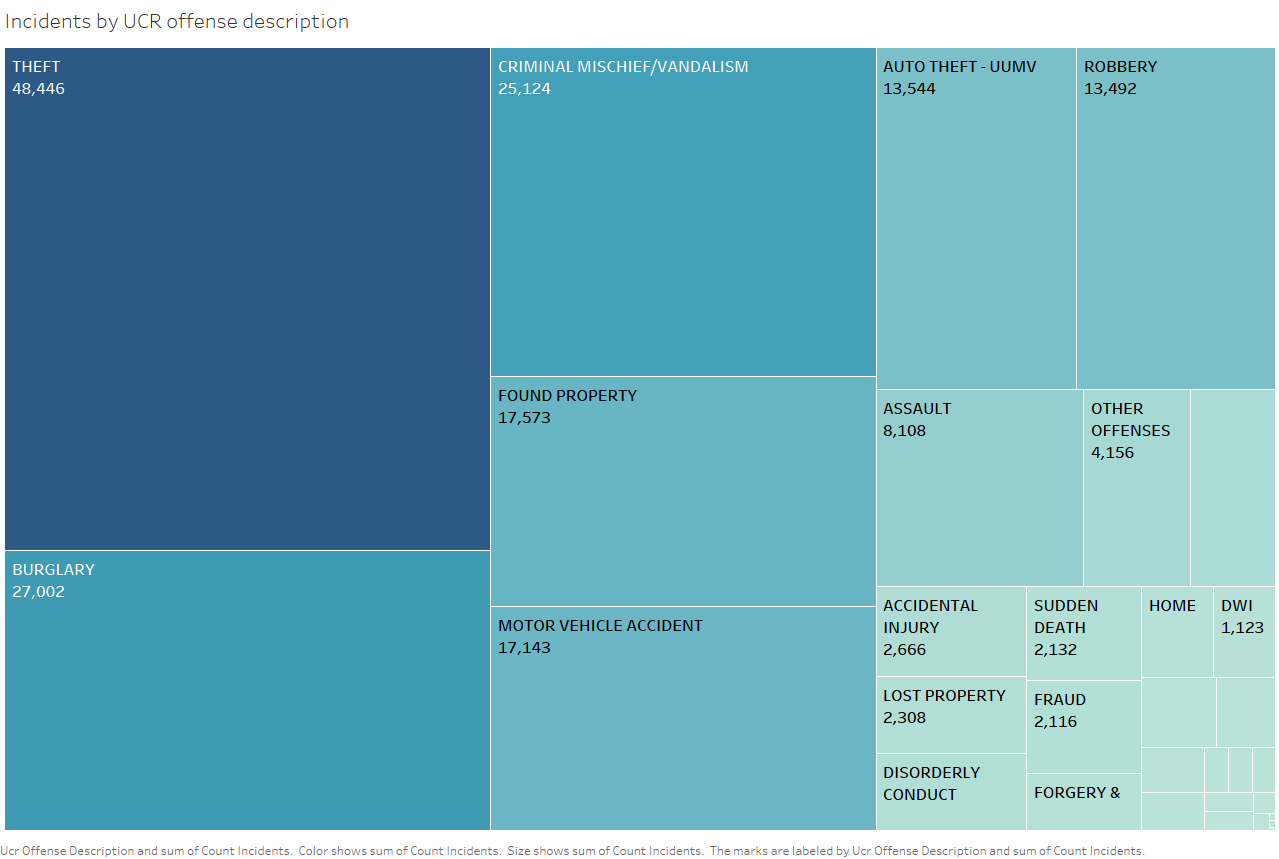 Incidents by UCR offense description
THEFT
48,446
BURGLARY
27,002
CRIMINAL MISCHIEF/VANDALISM
25,124
FOUND PROPERTY
17,573
MOTOR VEHICLE ACCIDENT
17,143
AUTO THEFT - UUMV
13,544
ROBBERY
13,492
ASSAULT
8,108
OTHER
OFFENSES
4,156
ACCIDENTAL
INJURY
2,666
LOST PROPERTY
2,308
DISORDERLY
CONDUCT
SUDDEN
DEATH
2,132
FRAUD
2,116
FORGERY &
HOME
DWI
1,123
Ucr Offense Description and sum of Count Incidents. Color shows sum of Count Incidents. Size shows sum of Count Incidents. The marks are labeled by Ucr Offense Description and sum of Count Incidents.